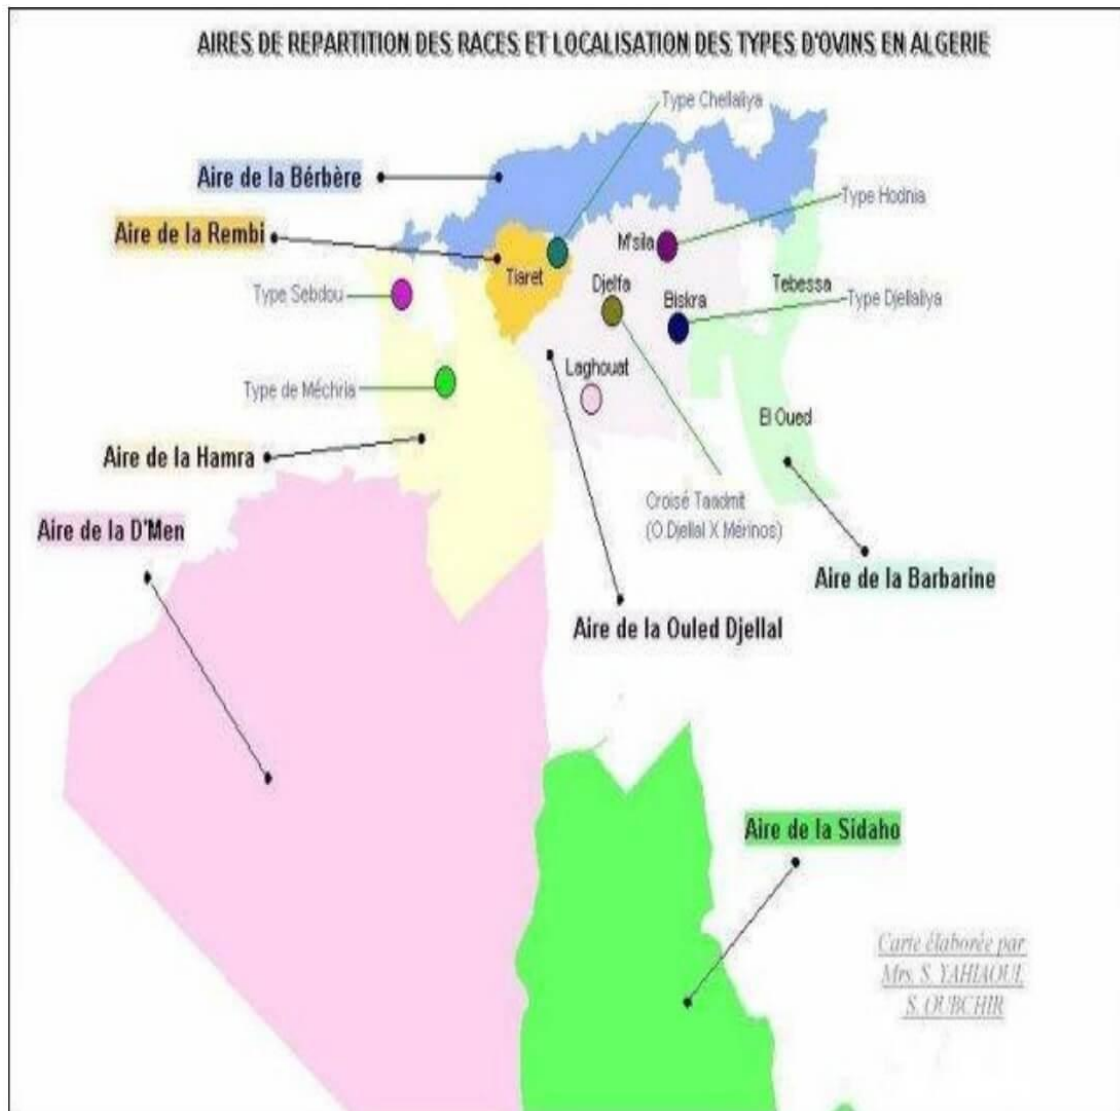 AIRES DE REPARTITION DES RACES ET LOCALISATION DES TYPES D'OVINS EN ALGERIE
Type Chellaliya
Aire de la Bérbère
Type Hodnia
Aire de la Rembi
M'sila
Tiaret
Djelfa
Tebessa
Type Sebdou
Biskra
Type Djellaliya
Laghouat
Type de Méchria
El Oued
Aire de la Hamra
Croisé Taadmit
(O.Djellal X Mérinos)
Aire de la D'Men
Aire de la Barbarine
Aire de la Ouled Djellal
Aire de la Sidaho
Carte élaborée par
Mrs. S. YAHIAOUI,
S. OUBCHIR